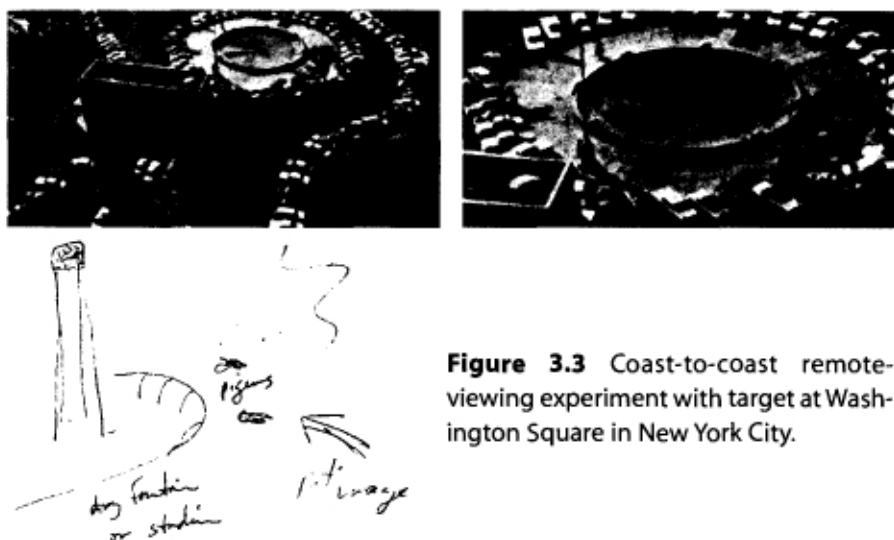 pigeons
1st image
dry fountain
or stadium
Figure 3.3 Coast-to-coast remote-
viewing experiment with target at Wash-
ington Square in New York City.